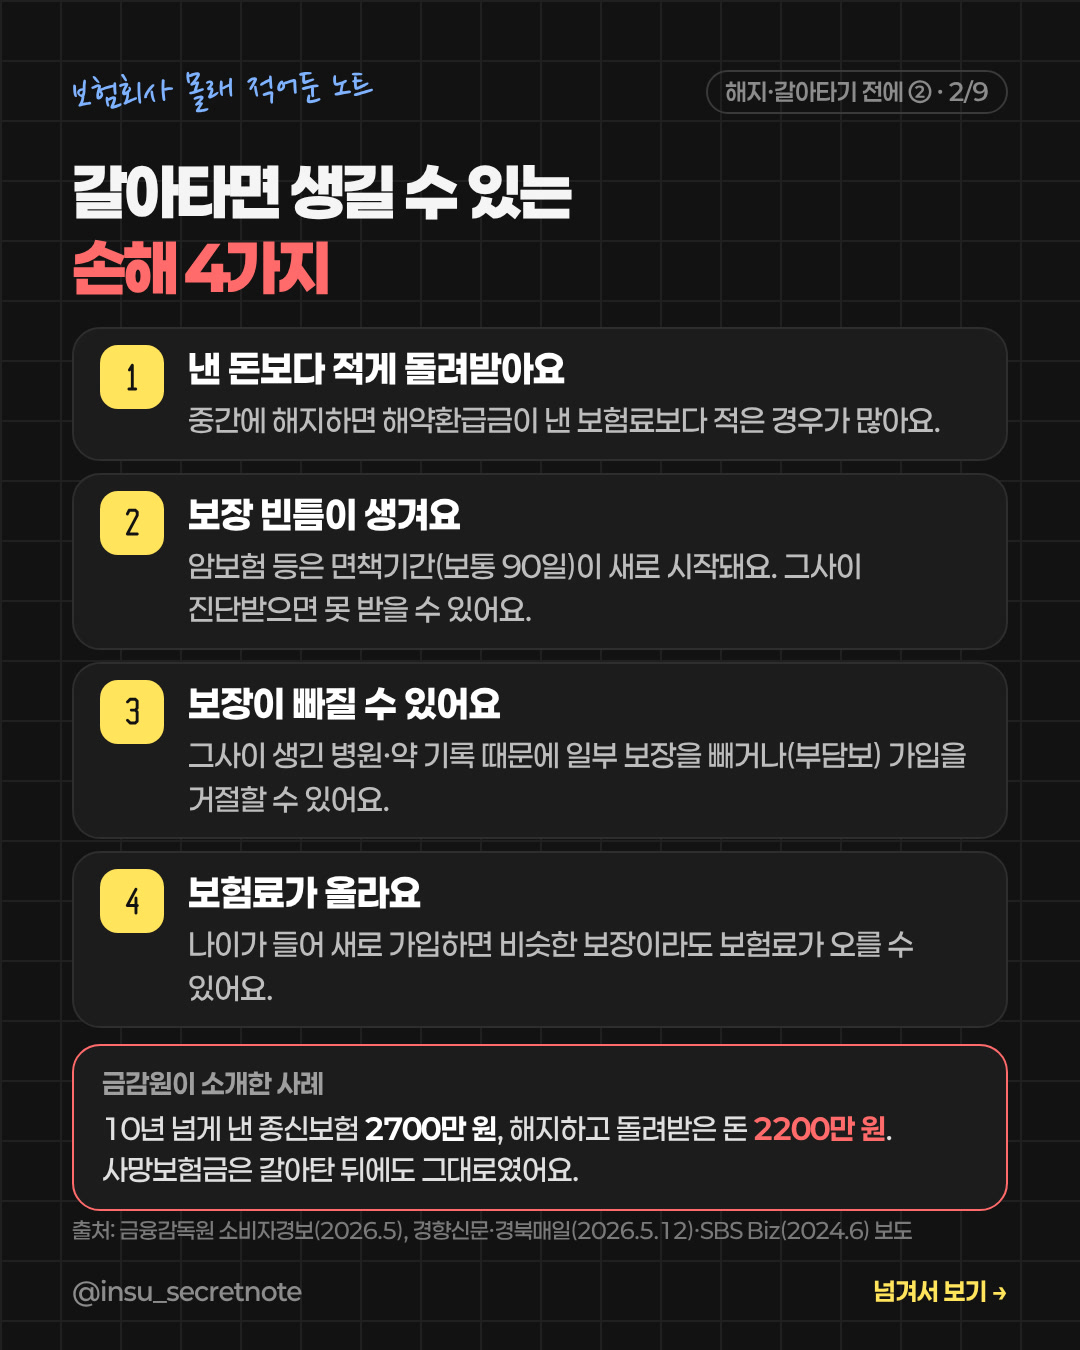 보험회사 몰래 적어둔 노트
해지·갈아타기 전에 ② · 2/9
갈아타면 생길 수 있는
손해 4가지
1
낸 돈보다 적게 돌려받아요
중간에 해지하면 해약환급금이 낸 보험료보다 적은 경우가 많아요.
2
보장 빈틈이 생겨요
암보험 등은 면책기간(보통 90일)이 새로 시작돼요. 그사이
진단받으면 못 받을 수 있어요.
3
보장이 빠질 수 있어요
그사이 생긴 병원·약 기록 때문에 일부 보장을 빼거나(부담보) 가입을
거절할 수 있어요.
4
보험료가 올라요
나이가 들어 새로 가입하면 비슷한 보장이라도 보험료가 오를 수
있어요.
금감원이 소개한 사례
10년 넘게 낸 종신보험 2700만 원, 해지하고 돌려받은 돈 2200만 원.
사망보험금은 갈아탄 뒤에도 그대로였어요.
출처: 금융감독원 소비자경보(2026.5), 경향신문·경북매일(2026.5.12)·SBS Biz(2024.6) 보도
@insu_secretnote
넘겨서 보기 →